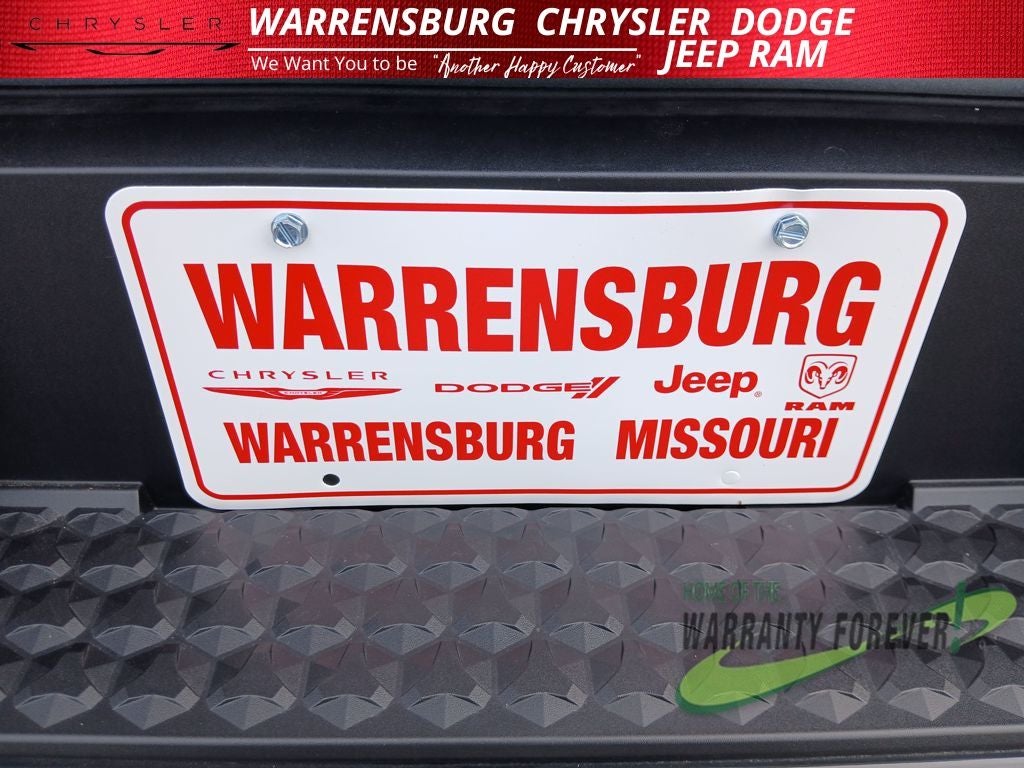 CHRYSLER
WARRENSBURG CHRYSLER DODGE
JEEP RAM
We Want You to be "Another Happy Customer"
WARRENSBURG
CHRYSLER DODGE Jeep® RAM
WARRENSBURG MISSOURI
HOME OF THE
WARRANTY FOREVER!